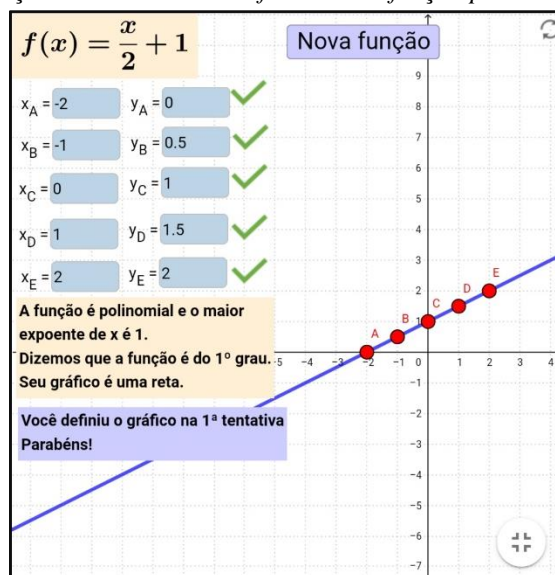 f(x) = x/2 + 1
Nova função
x_A = -2 y_A = 0
x_B = -1 y_B = 0.5
x_C = 0 y_C = 1
x_D = 1 y_D = 1.5
x_E = 2 y_E = 2
A função é polinomial e o maior
expoente de x é 1.
Dizemos que a função é do 1º grau.
Seu gráfico é uma reta.
Você definiu o gráfico na 1ª tentativa
Parabéns!
9
8
7
6
5
4
3
2
1
A B C D E
-5 -4 -3 -2 -1 0 1 2 3 4
-1
-2
-3
-4
-5
-6
-7